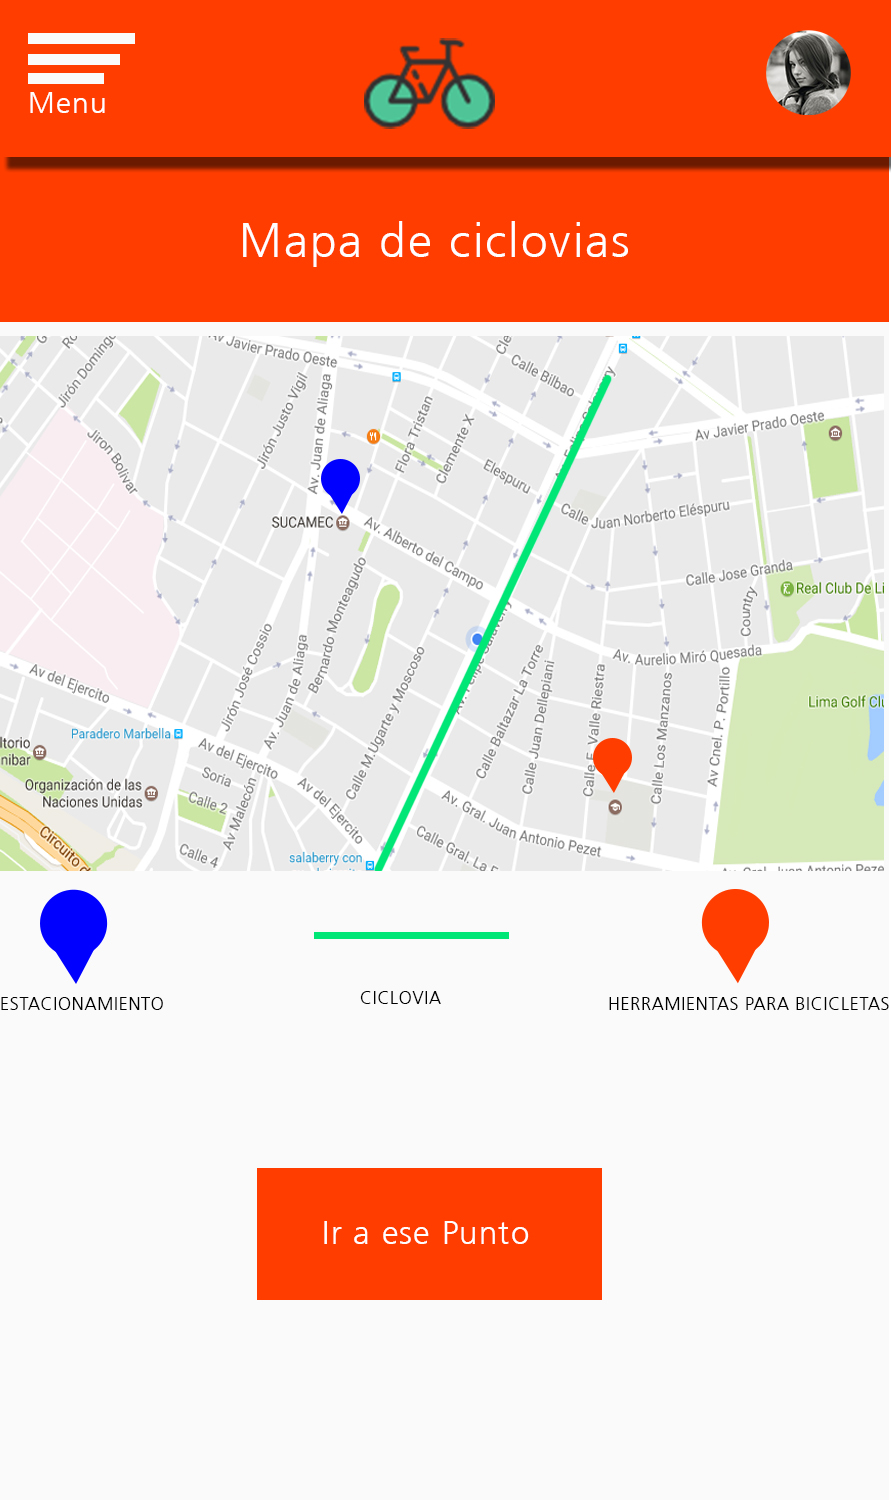 Menu
Mapa de ciclovias
Av Javier Prado Oeste
Jirón Domingo
Calle Bilbao
Jirón Justo Vigil
Av. Juan de Aliaga
Flora Tristan
Clemente X
Av Javier Prado Oeste
Jiron Bolivar
Elespuru
SUCAMEC
Av. Alberto del Campo
Calle Juan Norberto Eléspuru
Calle Jose Granda
Real Club De Li
Country
Bernardo Monteagudo
Jirón José Cossio
Av. Juan de Aliaga
Calle M.Ugarte y Moscoso
Av. Felipe Salaverry
Calle Baltazar La Torre
Calle Juan Dellepiani
Av. Aurelio Miró Quesada
Calle F. Valle Riestra
Calle Los Manzanos
Av Cnel. P. Portillo
Lima Golf Clu
Av del Ejercito
Paradero Marbella
Av del Ejercito
Soria
Organización de las
Naciones Unidas
Calle 2
Av Malecón
Av del Ejercito
Calle 4
Circuito d
salaberry con
Av. Gral. Juan Antonio Pezet
Calle Gral. La F
Av. Gral. Juan Antonio Peze
ESTACIONAMIENTO
CICLOVIA
HERRAMIENTAS PARA BICICLETAS
Ir a ese Punto